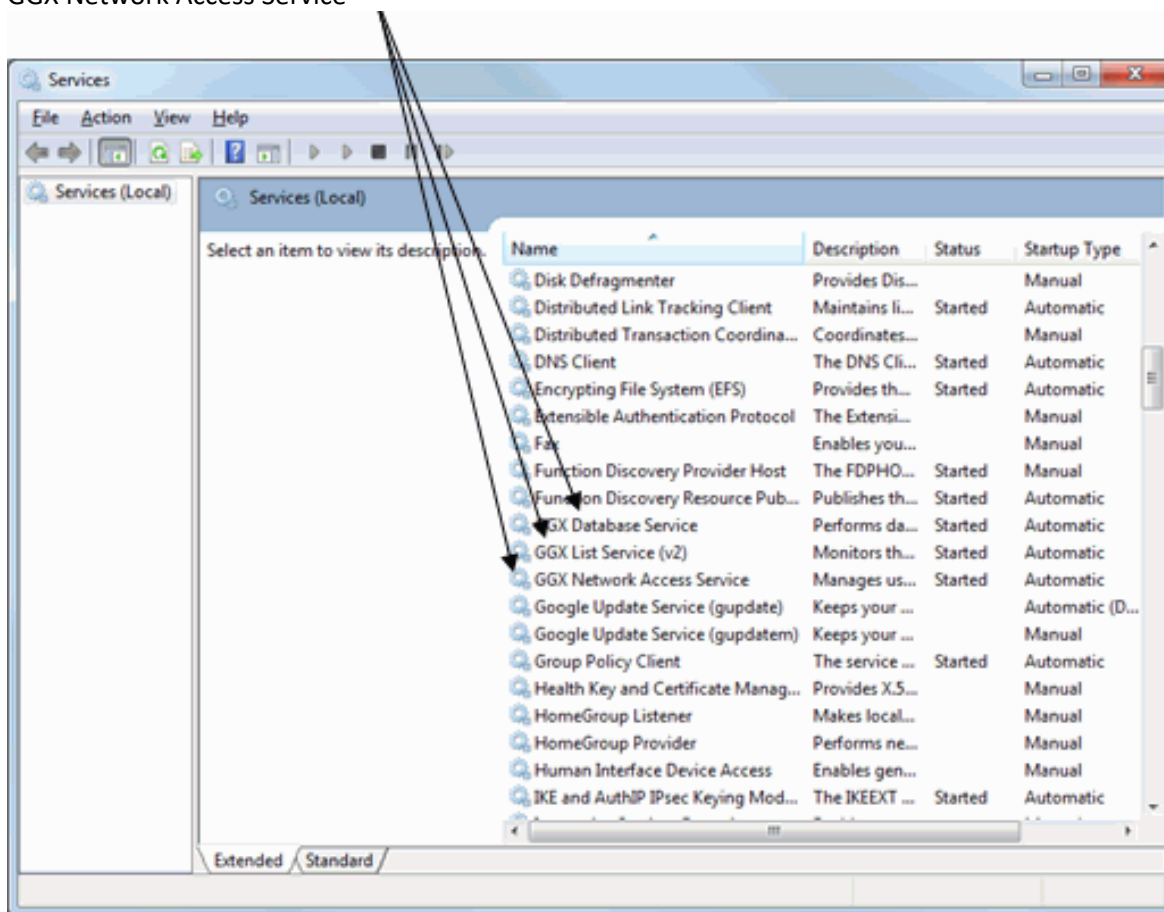 GGX Network Access Service
Services
File Action View Help
Services (Local)
Services (Local)
Select an item to view its description.
Name Description Status Startup Type
Disk Defragmenter Provides Dis... Manual
Distributed Link Tracking Client Maintains li... Started Automatic
Distributed Transaction Coordina... Coordinates... Manual
DNS Client The DNS Cli... Started Automatic
Encrypting File System (EFS) Provides th... Started Automatic
Extensible Authentication Protocol The Extensi... Manual
Fax Enables you... Manual
Function Discovery Provider Host The FDPHO... Started Manual
Function Discovery Resource Pub... Publishes th... Started Automatic
GGX Database Service Performs da... Started Automatic
GGX List Service (v2) Monitors th... Started Automatic
GGX Network Access Service Manages us... Started Automatic
Google Update Service (gupdate) Keeps your ... Automatic (D...
Google Update Service (gupdatem) Keeps your ... Manual
Group Policy Client The service ... Started Automatic
Health Key and Certificate Manag... Provides X.5... Manual
HomeGroup Listener Makes local... Manual
HomeGroup Provider Performs ne... Manual
Human Interface Device Access Enables gen... Manual
IKE and AuthIP IPsec Keying Mod... The IKEEXT ... Started Automatic
Extended Standard